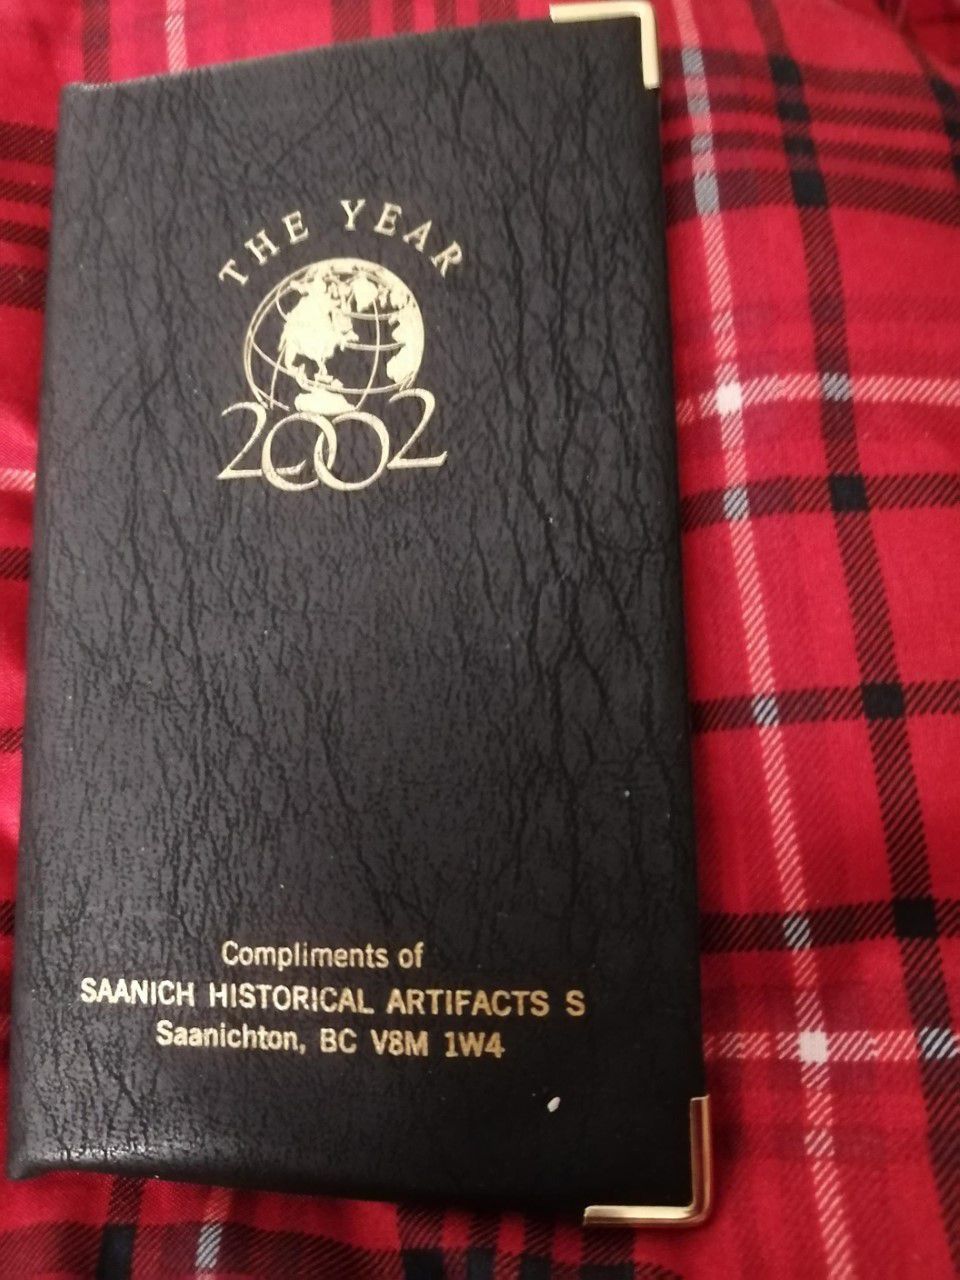 THE YEAR
2002
Compliments of
SAANICH HISTORICAL ARTIFACTS S
Saanichton, BC V8M 1W4